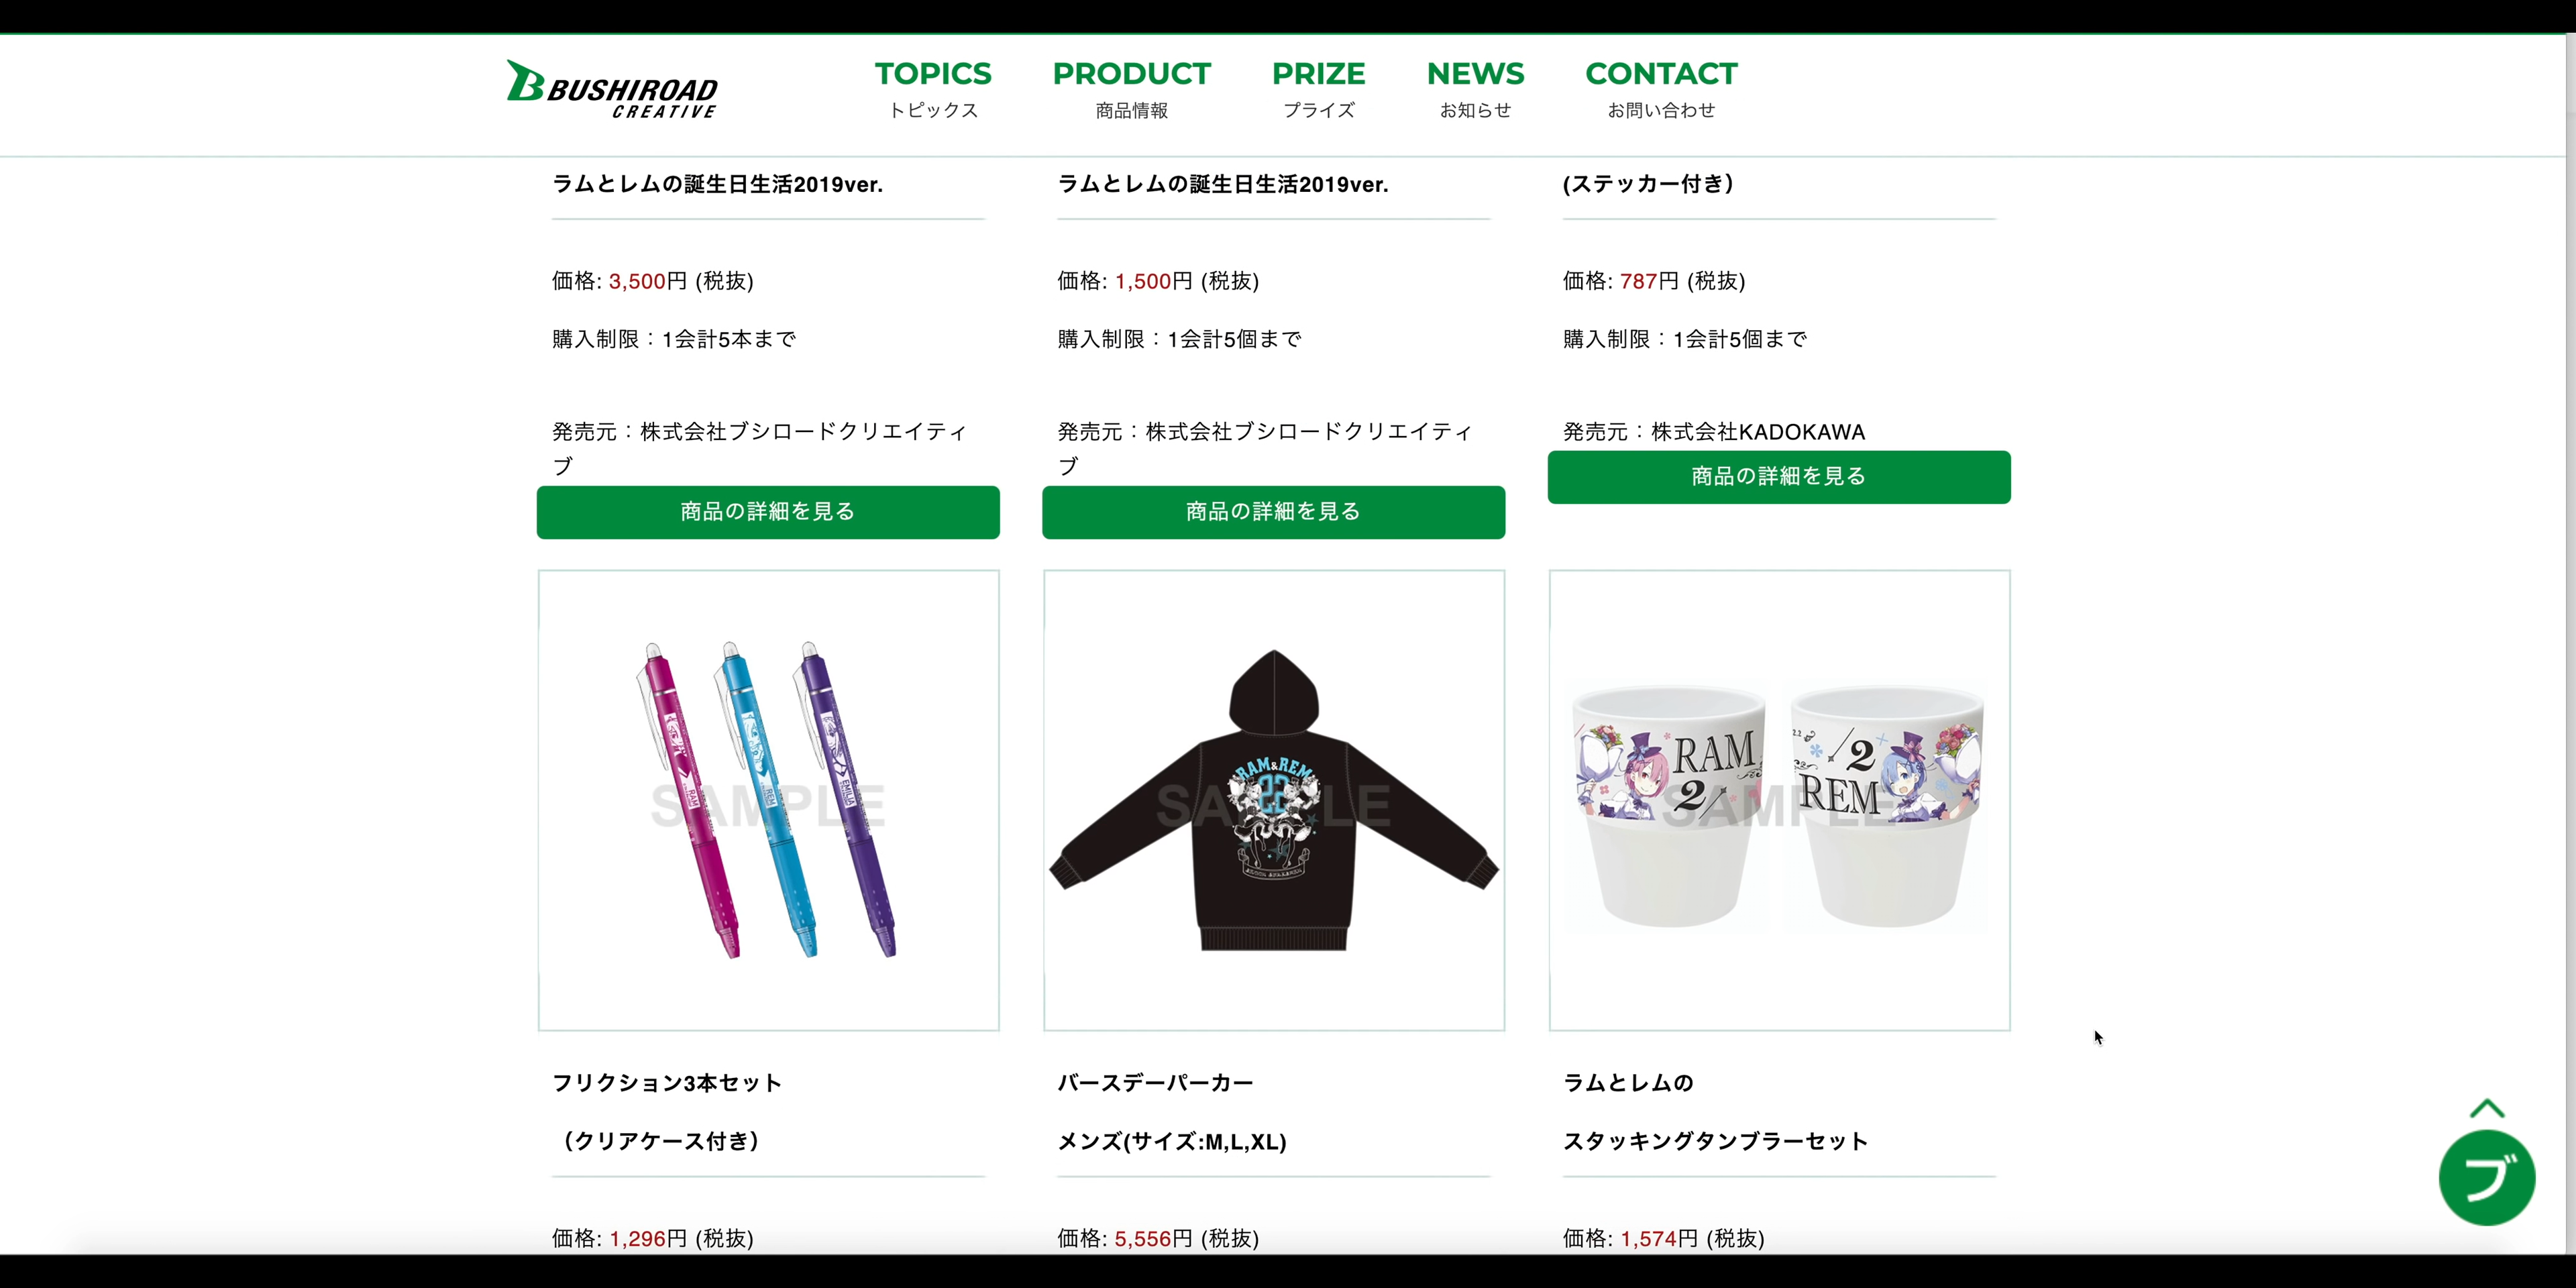 BUSHIROAD
CREATIVE
TOPICS
トピックス
PRODUCT
商品情報
PRIZE
プライズ
NEWS
お知らせ
CONTACT
お問い合わせ
ラムとレムの誕生日生活2019ver.
価格: 3,500円 (税抜)
購入制限：1会計5本まで
発売元：株式会社ブシロードクリエイティ
ブ
商品の詳細を見る
ラムとレムの誕生日生活2019ver.
価格: 1,500円 (税抜)
購入制限：1会計5個まで
発売元：株式会社ブシロードクリエイティ
ブ
商品の詳細を見る
(ステッカー付き）
価格: 787円 (税抜)
購入制限：1会計5個まで
発売元：株式会社KADOKAWA
商品の詳細を見る
RAM
REM
EMILIA
SAMPLE
フリクション3本セット
（クリアケース付き）
価格: 1,296円 (税抜)
RAM&REM
22
SAMPLE
バースデーパーカー
メンズ(サイズ:M,L,XL)
価格: 5,556円 (税抜)
RAM
2/
/2
REM
SAMPLE
ラムとレムの
スタッキングタンブラーセット
価格: 1,574円 (税抜)
ブ